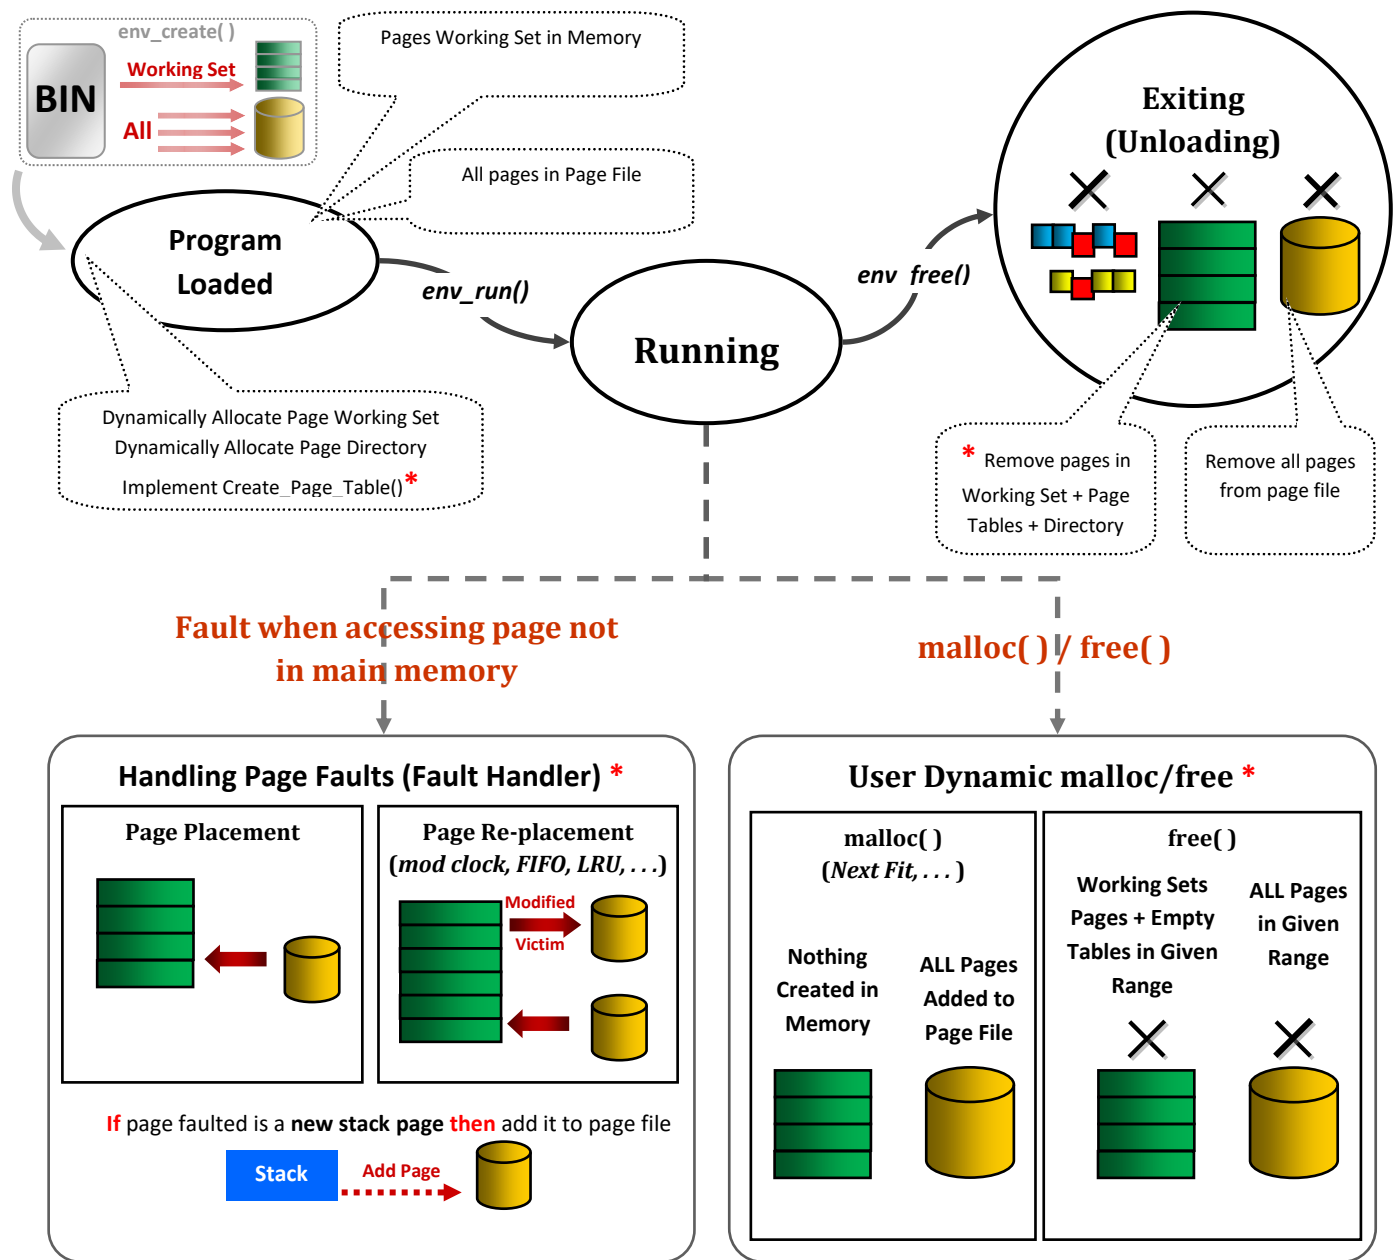 env_create( )
BIN
Working Set
All
Pages Working Set in Memory
All pages in Page File
Program
Loaded
env_run()
Running
env_free()
Exiting
(Unloading)
Dynamically Allocate Page Working Set
Dynamically Allocate Page Directory
Implement Create_Page_Table()*
* Remove pages in
Working Set + Page
Tables + Directory
Remove all pages
from page file
Fault when accessing page not
in main memory
malloc( ) / free( )
Handling Page Faults (Fault Handler) *
Page Placement
Page Re-placement
(mod clock, FIFO, LRU, . . .)
Modified
Victim
If page faulted is a new stack page then add it to page file
Stack
Add Page
User Dynamic malloc/free *
malloc( )
(Next Fit, . . . )
Nothing
Created in
Memory
ALL Pages
Added to
Page File
free( )
Working Sets
Pages + Empty
Tables in Given
Range
ALL Pages
in Given
Range